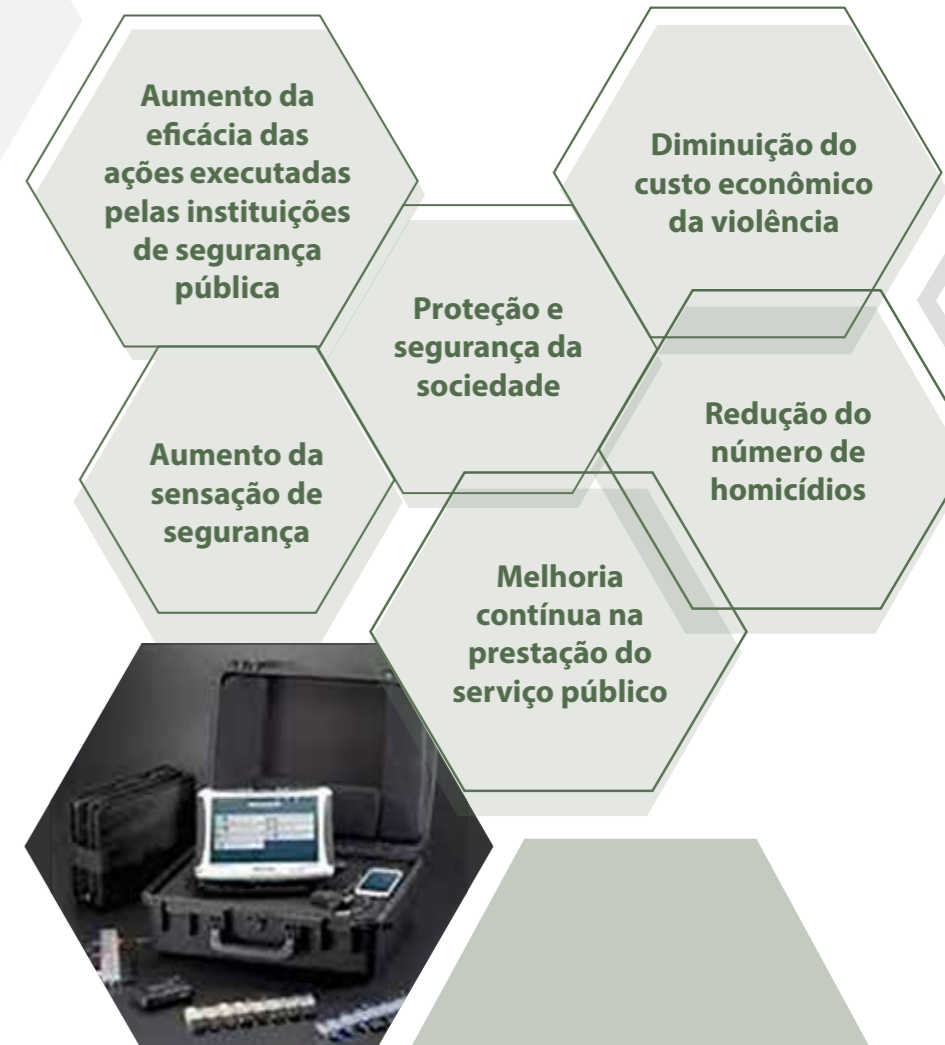 Aumento da
eficácia das
ações executadas
pelas instituições
de segurança
pública
Diminuição do
custo econômico
da violência
Proteção e
segurança da
sociedade
Aumento da
sensação de
segurança
Redução do
número de
homicídios
Melhoria
contínua na
prestação do
serviço público